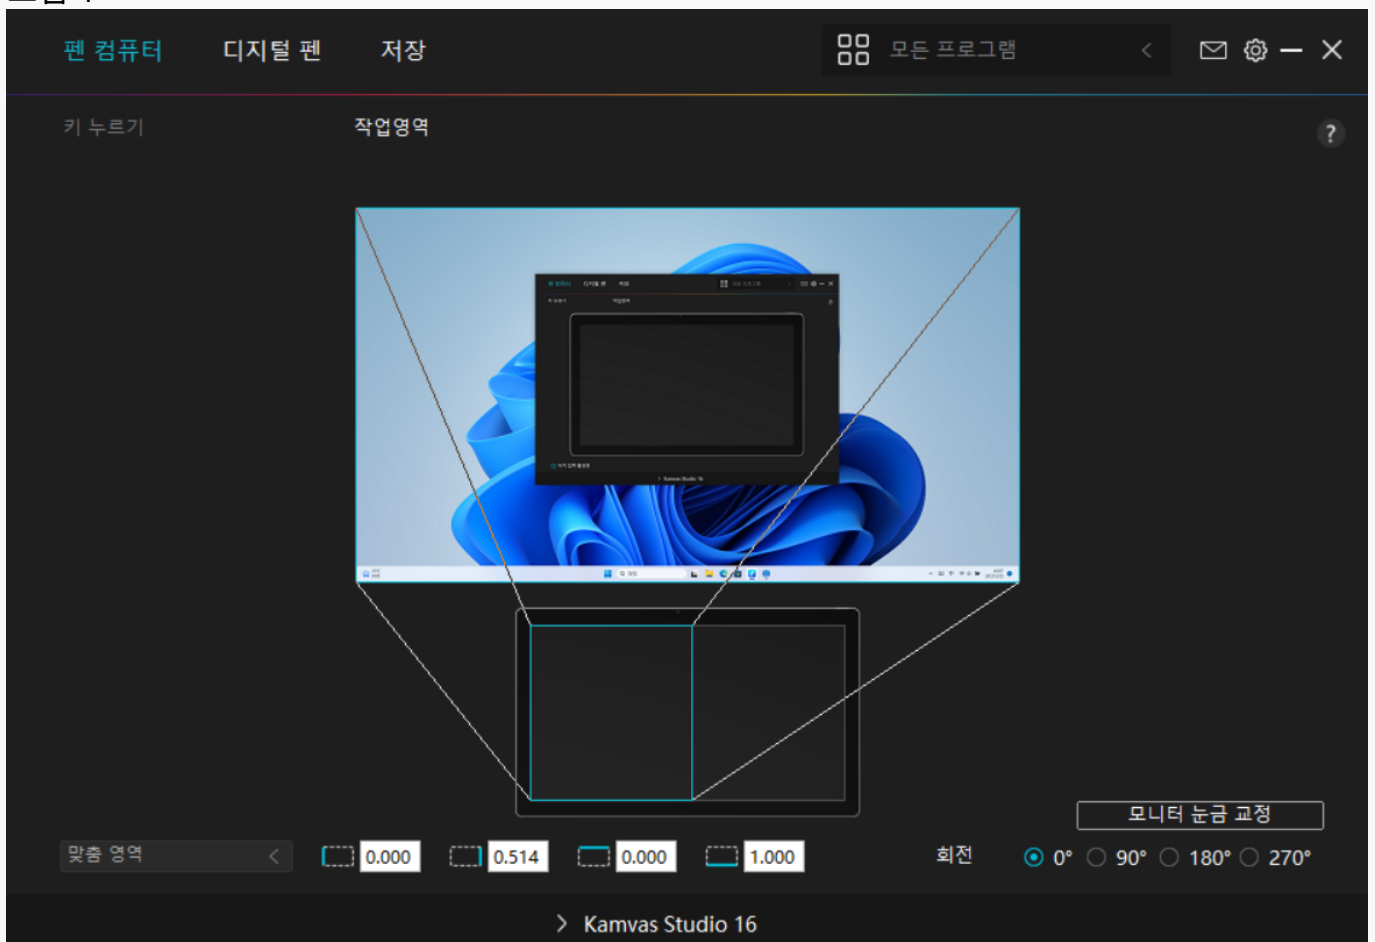 펜 컴퓨터 디지털 펜 저장 모든 프로그램
키 누르기 작업영역 ?
맞춤 영역 0.000 0.514 0.000 1.000 회전 0° 90° 180° 270°
모니터 눈금 교정
Kamvas Studio 16